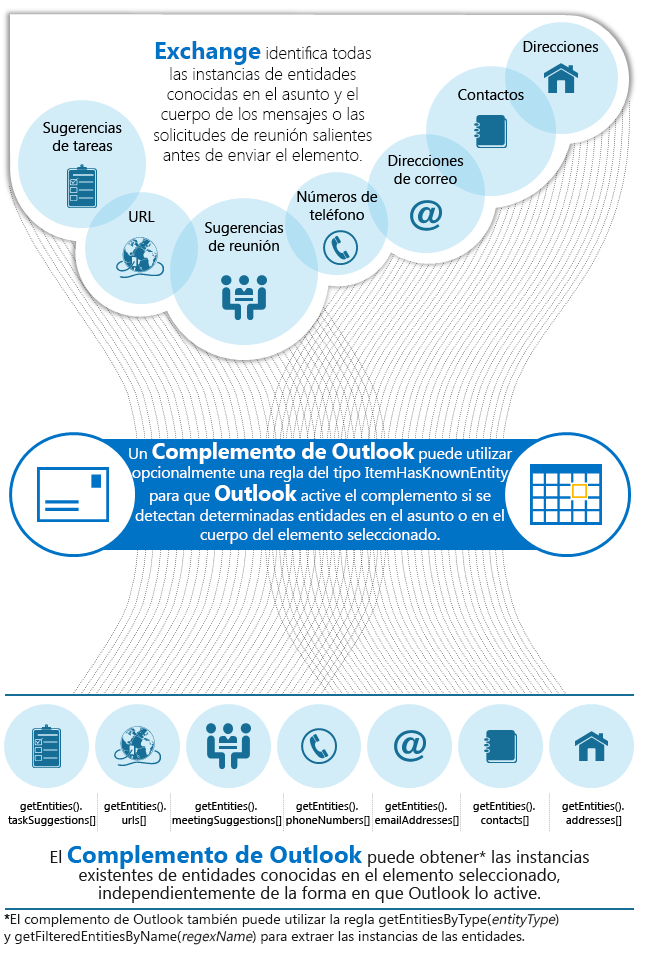 Exchange identifica todas
las instancias de entidades
conocidas en el asunto y el
cuerpo de los mensajes o las
solicitudes de reunión salientes
antes de enviar el elemento.
Direcciones
Contactos
Direcciones
de correo
Números de
teléfono
Sugerencias
de reunión
URL
Sugerencias
de tareas
Un Complemento de Outlook puede utilizar
opcionalmente una regla del tipo ItemHasKnownEntity
para que Outlook active el complemento si se
detectan determinadas entidades en el asunto o en el
cuerpo del elemento seleccionado.
getEntities().
taskSuggestions[]
getEntities().
urls[]
getEntities().
meetingSuggestions[]
getEntities().
phoneNumbers[]
getEntities().
emailAddresses[]
getEntities().
contacts[]
getEntities().
addresses[]
El Complemento de Outlook puede obtener* las instancias
existentes de entidades conocidas en el elemento seleccionado,
independientemente de la forma en que Outlook lo active.
*El complemento de Outlook también puede utilizar la regla getEntitiesByType(entityType)
y getFilteredEntitiesByName(regexName) para extraer las instancias de las entidades.